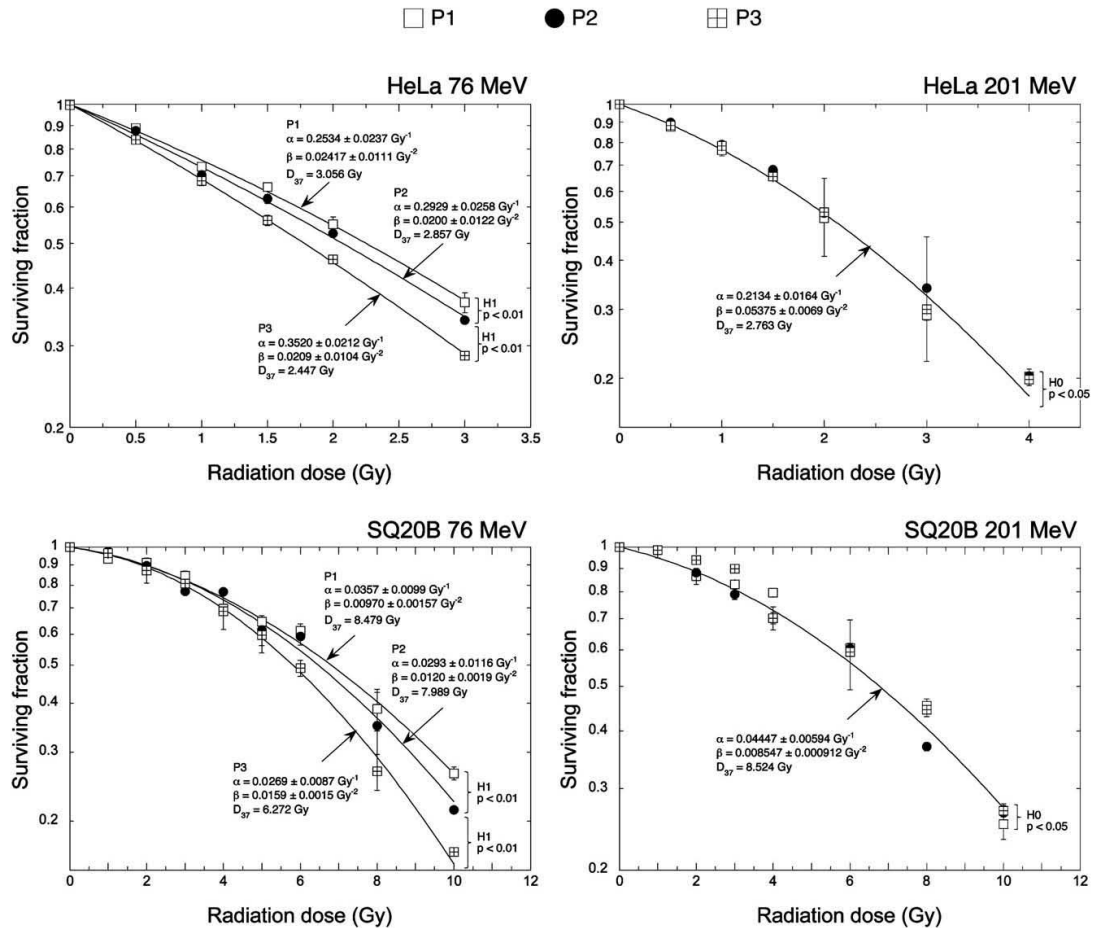 P1 P2 P3
HeLa 76 MeV
Surviving fraction
1
0.9
0.8
0.7
0.6
0.5
0.4
0.3
0.2
P1
α = 0.2534 ± 0.0237 Gy⁻¹
β = 0.02417 ± 0.0111 Gy⁻²
D₃₇ = 3.056 Gy
P2
α = 0.2929 ± 0.0258 Gy⁻¹
β = 0.0200 ± 0.0122 Gy⁻²
D₃₇ = 2.857 Gy
P3
α = 0.3520 ± 0.0212 Gy⁻¹
β = 0.0209 ± 0.0104 Gy⁻²
D₃₇ = 2.447 Gy
H1
p < 0.01
H1
p < 0.01
0 0.5 1 1.5 2 2.5 3 3.5
Radiation dose (Gy)
HeLa 201 MeV
Surviving fraction
1
0.9
0.8
0.7
0.6
0.5
0.4
0.3
0.2
α = 0.2134 ± 0.0164 Gy⁻¹
β = 0.05375 ± 0.0069 Gy⁻²
D₃₇ = 2.763 Gy
H0
p < 0.05
0 1 2 3 4
Radiation dose (Gy)
SQ20B 76 MeV
Surviving fraction
1
0.9
0.8
0.7
0.6
0.5
0.4
0.3
0.2
P1
α = 0.0357 ± 0.0099 Gy⁻¹
β = 0.00970 ± 0.00157 Gy⁻²
D₃₇ = 8.479 Gy
P2
α = 0.0293 ± 0.0116 Gy⁻¹
β = 0.0120 ± 0.0019 Gy⁻²
D₃₇ = 7.989 Gy
P3
α = 0.0269 ± 0.0087 Gy⁻¹
β = 0.0159 ± 0.0015 Gy⁻²
D₃₇ = 6.272 Gy
H1
p < 0.01
H1
p < 0.01
0 2 4 6 8 10 12
Radiation dose (Gy)
SQ20B 201 MeV
Surviving fraction
1
0.9
0.8
0.7
0.6
0.5
0.4
0.3
0.2
α = 0.04447 ± 0.00594 Gy⁻¹
β = 0.008547 ± 0.000912 Gy⁻²
D₃₇ = 8.524 Gy
H0
p < 0.05
0 2 4 6 8 10 12
Radiation dose (Gy)